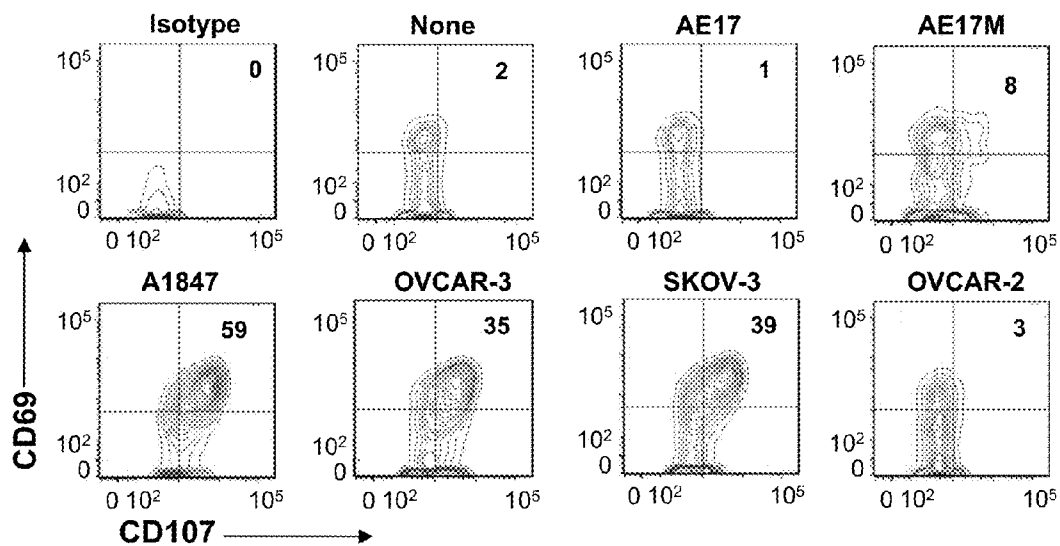 Isotype None AE17 AE17M
10⁵ 10⁵ 10⁵ 10⁵
0 2 1 8
10² 10² 10² 10²
0 0 0 0
0 10² 10⁵ 0 10² 10⁵ 0 10² 10⁵ 0 10² 10⁵
A1847 OVCAR-3 SKOV-3 OVCAR-2
10⁵ 10⁶ 10⁵ 10⁵
59 35 39 3
10² 10² 10² 10²
0 0 0 0
0 10² 10⁵ 0 10² 10⁵ 0 10² 10⁵ 0 10² 10⁵
CD69
CD107